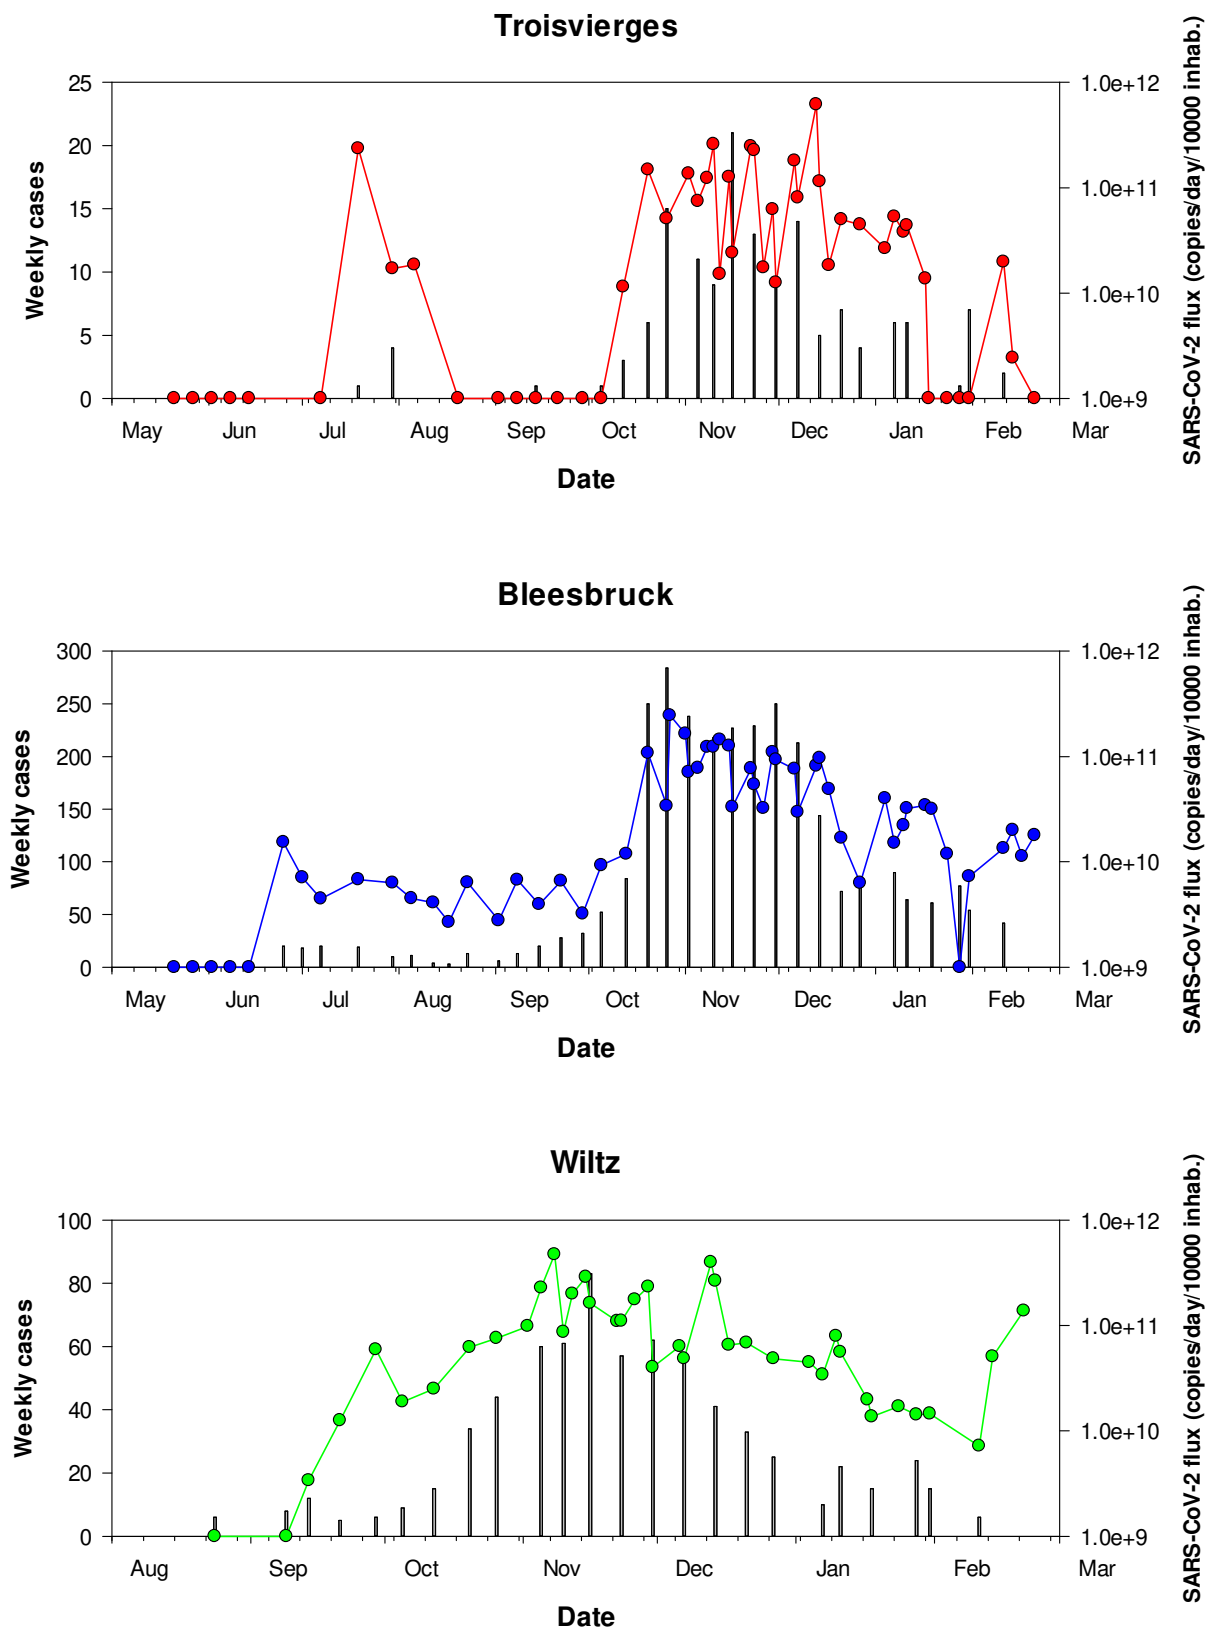 Troisvierges
Weekly cases
25
20
15
10
5
0
1.0e+12
1.0e+11
1.0e+10
1.0e+9
SARS-CoV-2 flux (copies/day/10000 inhab.)
May Jun Jul Aug Sep Oct Nov Dec Jan Feb Mar
Date
Bleesbruck
Weekly cases
300
250
200
150
100
50
0
1.0e+12
1.0e+11
1.0e+10
1.0e+9
SARS-CoV-2 flux (copies/day/10000 inhab.)
May Jun Jul Aug Sep Oct Nov Dec Jan Feb Mar
Date
Wiltz
Weekly cases
100
80
60
40
20
0
1.0e+12
1.0e+11
1.0e+10
1.0e+9
SARS-CoV-2 flux (copies/day/10000 inhab.)
Aug Sep Oct Nov Dec Jan Feb Mar
Date